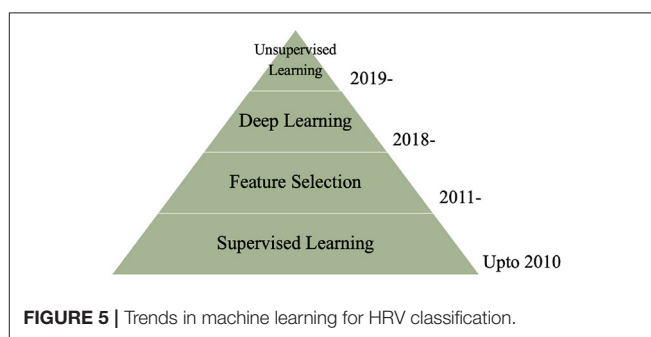 Unsupervised
Learning
2019-
Deep Learning
2018-
Feature Selection
2011-
Supervised Learning
Upto 2010
FIGURE 5 | Trends in machine learning for HRV classification.